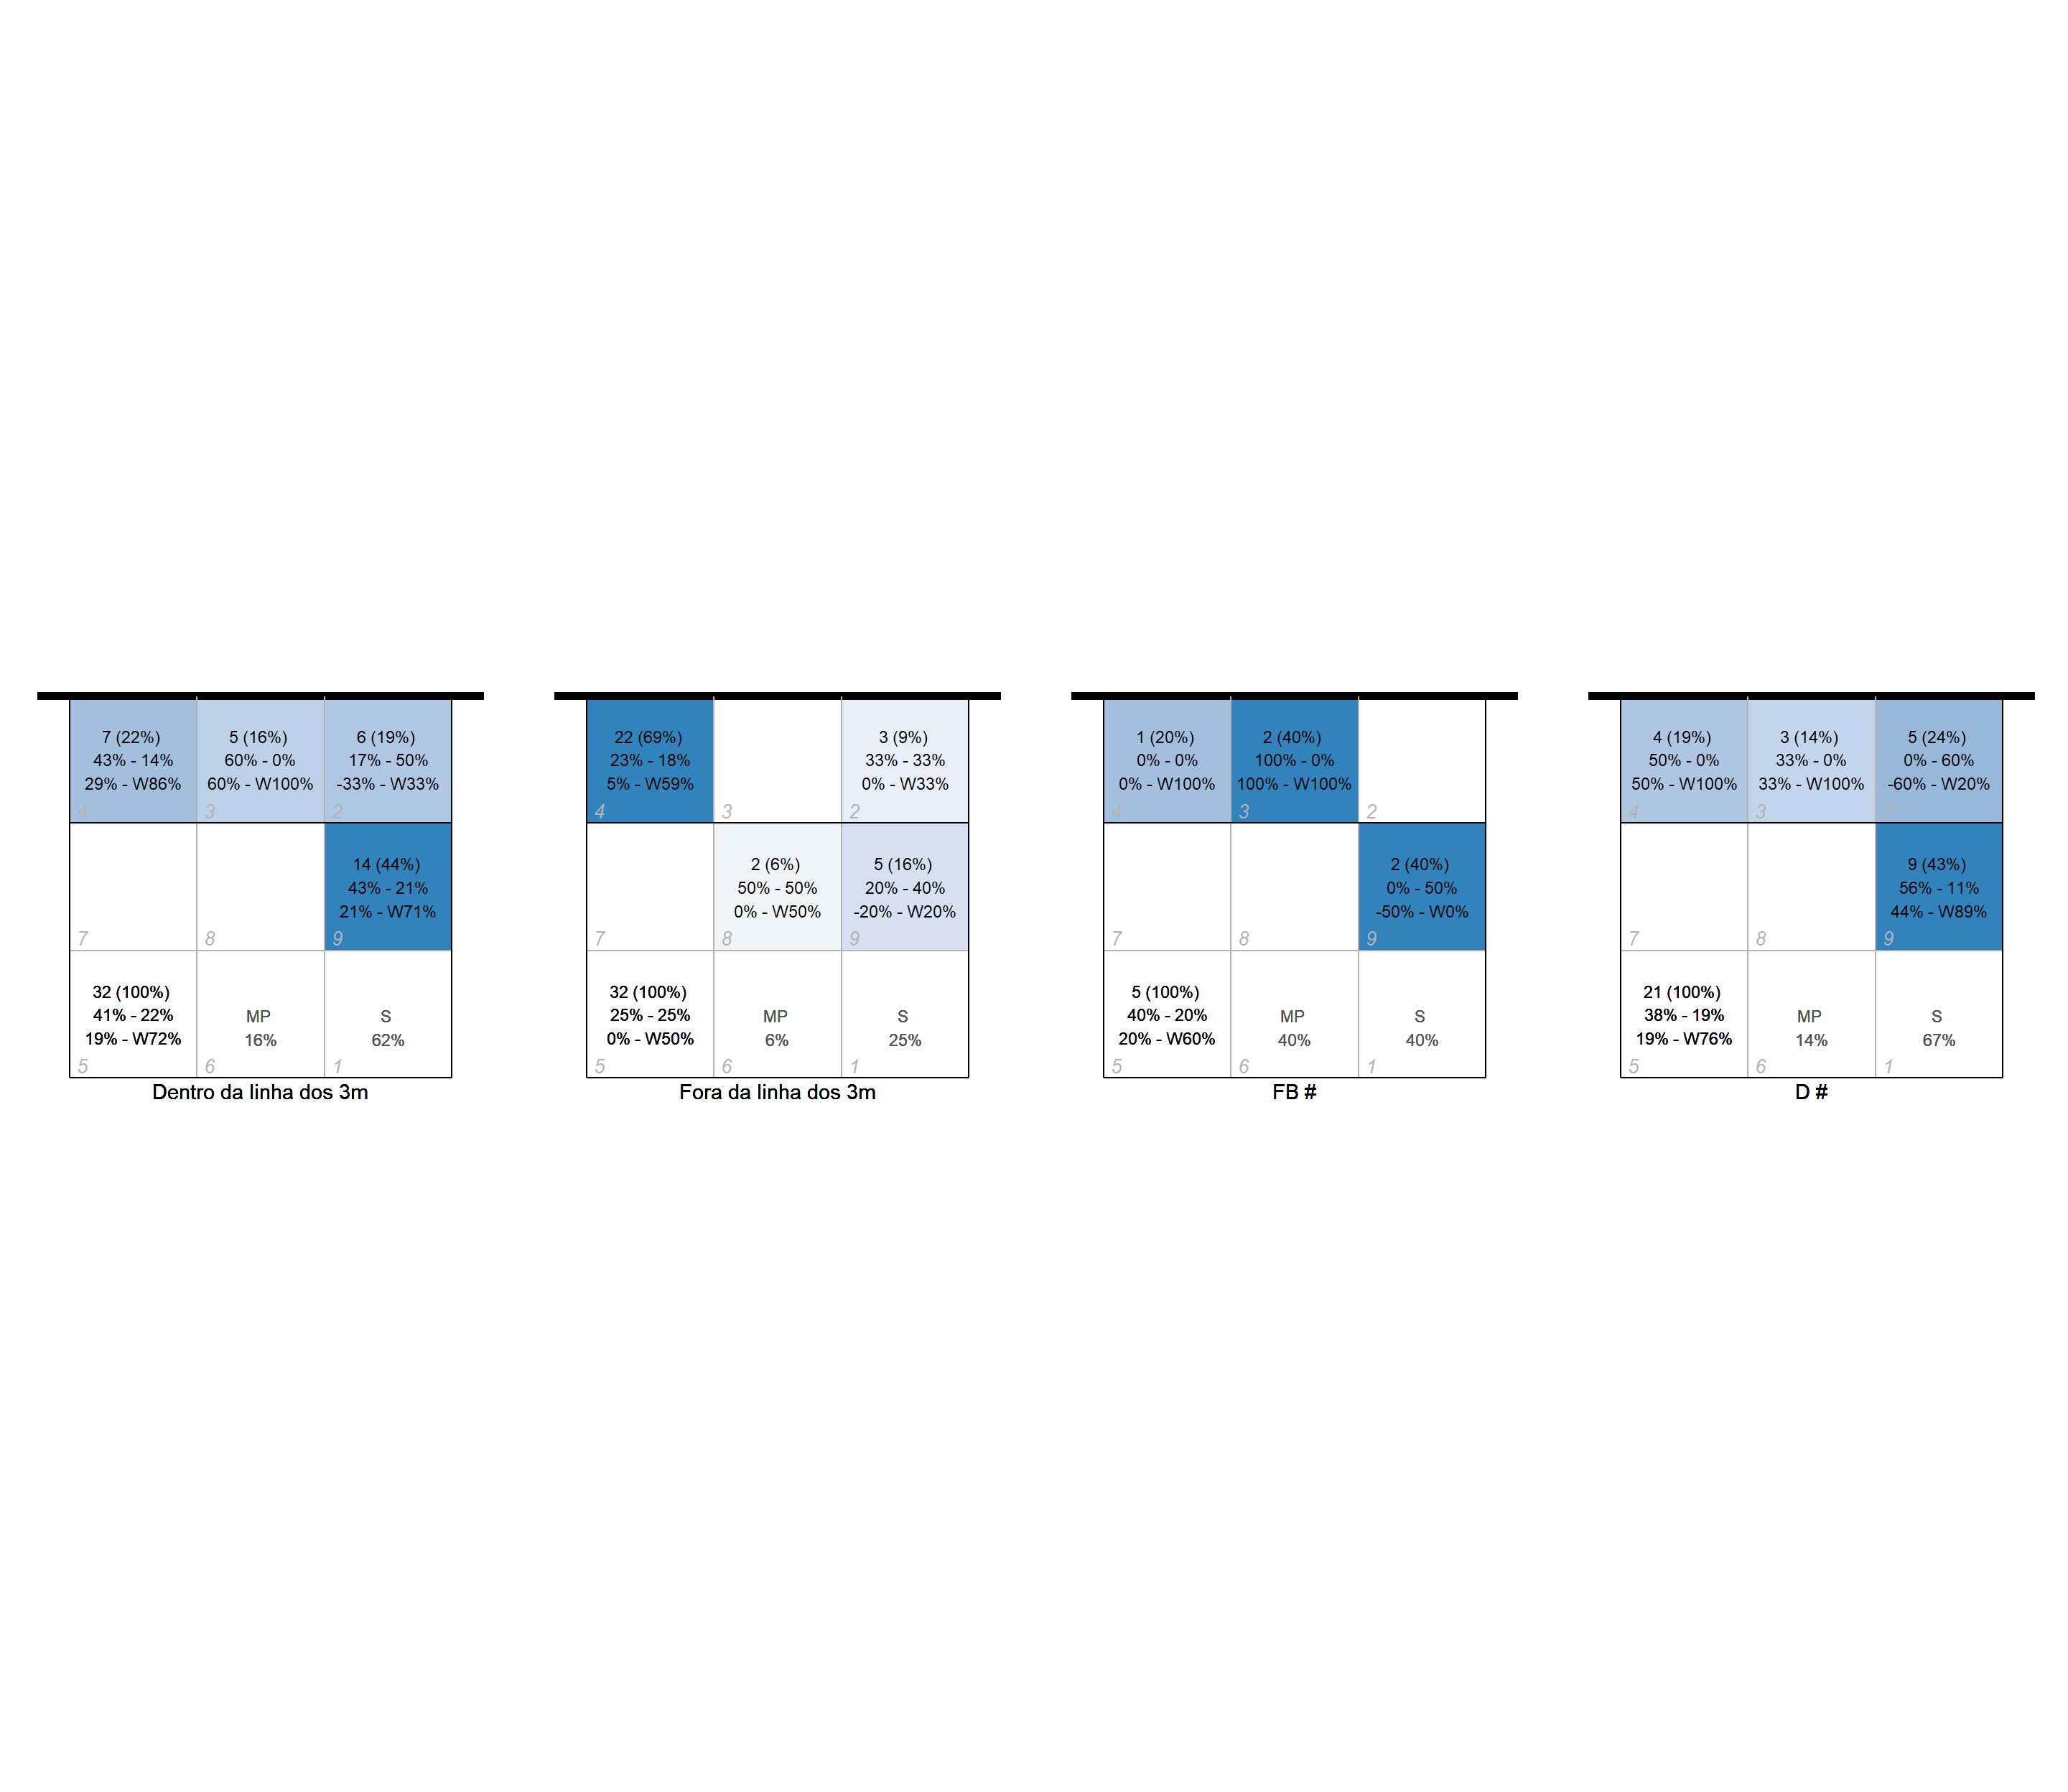 7 (22%)
43% - 14%
29% - W86%
4
5 (16%)
60% - 0%
60% - W100%
3
6 (19%)
17% - 50%
-33% - W33%
2
7
8
14 (44%)
43% - 21%
21% - W71%
9
32 (100%)
41% - 22%
19% - W72%
5
MP
16%
6
S
62%
1
Dentro da linha dos 3m
22 (69%)
23% - 18%
5% - W59%
4
3
3 (9%)
33% - 33%
0% - W33%
2
7
2 (6%)
50% - 50%
0% - W50%
8
5 (16%)
20% - 40%
-20% - W20%
9
32 (100%)
25% - 25%
0% - W50%
5
MP
6%
6
S
25%
1
Fora da linha dos 3m
1 (20%)
0% - 0%
0% - W100%
4
2 (40%)
100% - 0%
100% - W100%
3
2
7
8
2 (40%)
0% - 50%
-50% - W0%
9
5 (100%)
40% - 20%
20% - W60%
5
MP
40%
6
S
40%
1
FB #
4 (19%)
50% - 0%
50% - W100%
4
3 (14%)
33% - 0%
33% - W100%
3
5 (24%)
0% - 60%
-60% - W20%
7
8
9 (43%)
56% - 11%
44% - W89%
9
21 (100%)
38% - 19%
19% - W76%
5
MP
14%
6
S
67%
1
D #